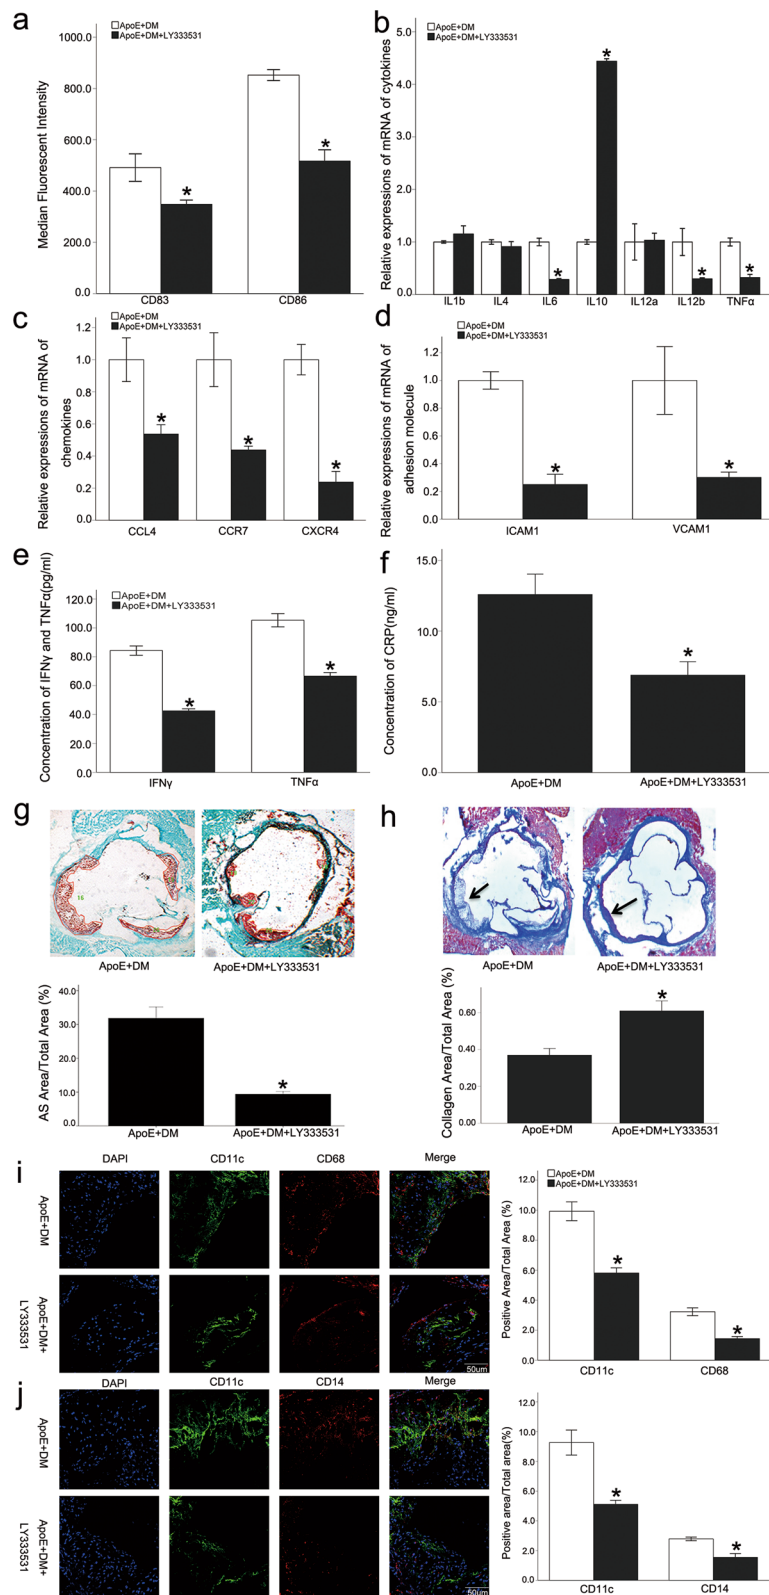 a
ApoE+DM
ApoE+DM+LY333531
Median Fluorescent Intensity
1000.0
800.0
600.0
400.0
200.0
0.0
*
*
CD83
CD86
b
ApoE+DM
ApoE+DM+LY333531
Relative expressions of mRNA of cytokines
5.0
4.0
3.0
2.0
1.0
0.0
*
*
*
*
IL1b
IL4
IL6
IL10
IL12a
IL12b
TNFα
c
ApoE+DM
ApoE+DM+LY333531
Relative expressions of mRNA of
chemokines
1.2
1.0
0.8
0.6
0.4
0.2
0.0
*
*
*
CCL4
CCR7
CXCR4
d
ApoE+DM
ApoE+DM+LY333531
Relative expressions of mRNA of
adhesion molecule
1.2
1.0
0.8
0.6
0.4
0.2
0.0
*
*
ICAM1
VCAM1
e
ApoE+DM
ApoE+DM+LY333531
Concentration of IFNγ and TNFα(pg/ml)
120.0
100.0
80.0
60.0
40.0
20.0
0.0
*
*
IFNγ
TNFα
f
Concentration of CRP(ng/ml)
15.0
10.0
5.0
0.0
*
ApoE+DM
ApoE+DM+LY333531
g
16
ApoE+DM
ApoE+DM+LY333531
AS Area/Total Area (%)
40.0
30.0
20.0
10.0
0.0
*
ApoE+DM
ApoE+DM+LY333531
h
ApoE+DM
ApoE+DM+LY333531
Collagen Area/Total Area (%)
0.60
0.40
0.20
0.00
*
ApoE+DM
ApoE+DM+LY333531
i
DAPI
CD11c
CD68
Merge
ApoE+DM
ApoE+DM+
LY333531
50um
ApoE+DM
ApoE+DM+LY333531
Positive Area/Total Area (%)
12.0
10.0
8.0
6.0
4.0
2.0
0.0
*
*
CD11c
CD68
j
DAPI
CD11c
CD14
Merge
ApoE+DM
ApoE+DM+
LY333531
50um
Positive area/Total area(%)
12.0
10.0
8.0
6.0
4.0
2.0
0.0
*
*
CD11c
CD14